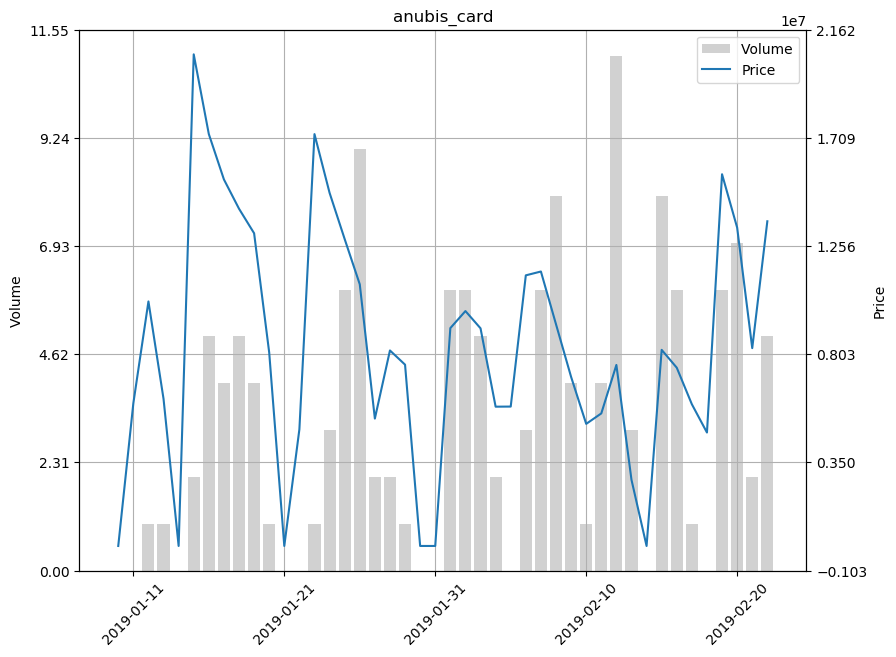 anubis_card
1e7
11.55
9.24
6.93
4.62
2.31
0.00
Volume
2.162
1.709
1.256
0.803
0.350
−0.103
Price
Volume
Price
2019-01-11
2019-01-21
2019-01-31
2019-02-10
2019-02-20